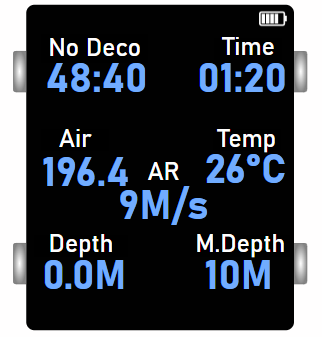 No Deco Time
48:40 01:20
Air Temp
196.4 AR 26°C
9M/s
Depth M.Depth
0.0M 10M